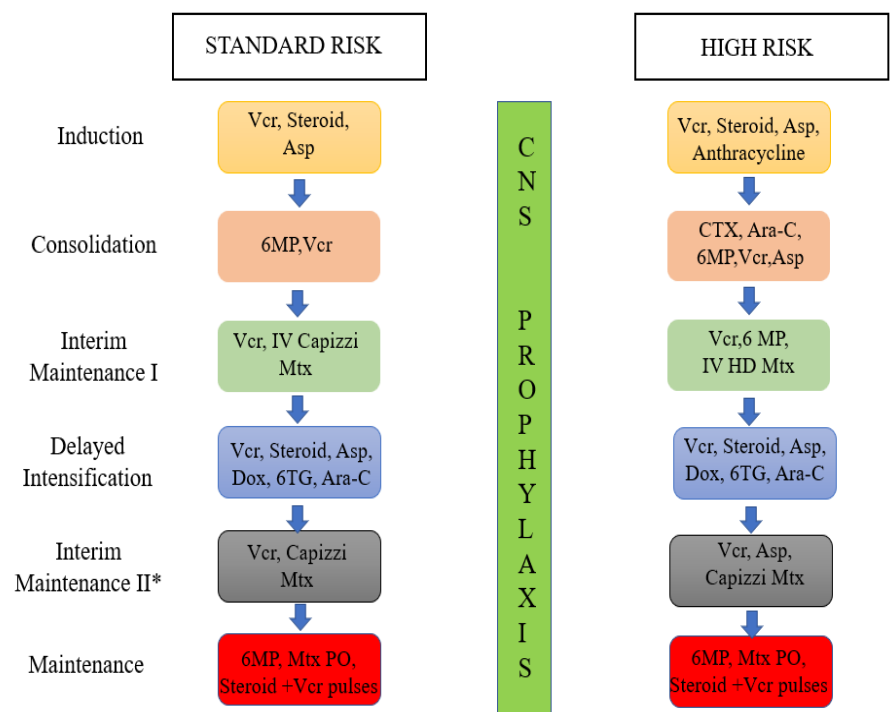 STANDARD RISK
HIGH RISK
Induction
Vcr, Steroid,
Asp
Vcr, Steroid, Asp,
Anthracycline
Consolidation
6MP,Vcr
CTX, Ara-C,
6MP,Vcr,Asp
Interim
Maintenance I
Vcr, IV Capizzi
Mtx
Vcr,6 MP,
IV HD Mtx
Delayed
Intensification
Vcr, Steroid, Asp,
Dox, 6TG, Ara-C
Vcr, Steroid, Asp,
Dox, 6TG, Ara-C
Interim
Maintenance II*
Vcr, Capizzi
Mtx
Vcr, Asp,
Capizzi Mtx
Maintenance
6MP, Mtx PO,
Steroid +Vcr pulses
6MP, Mtx PO,
Steroid +Vcr pulses
CNS PROPHYLAXIS